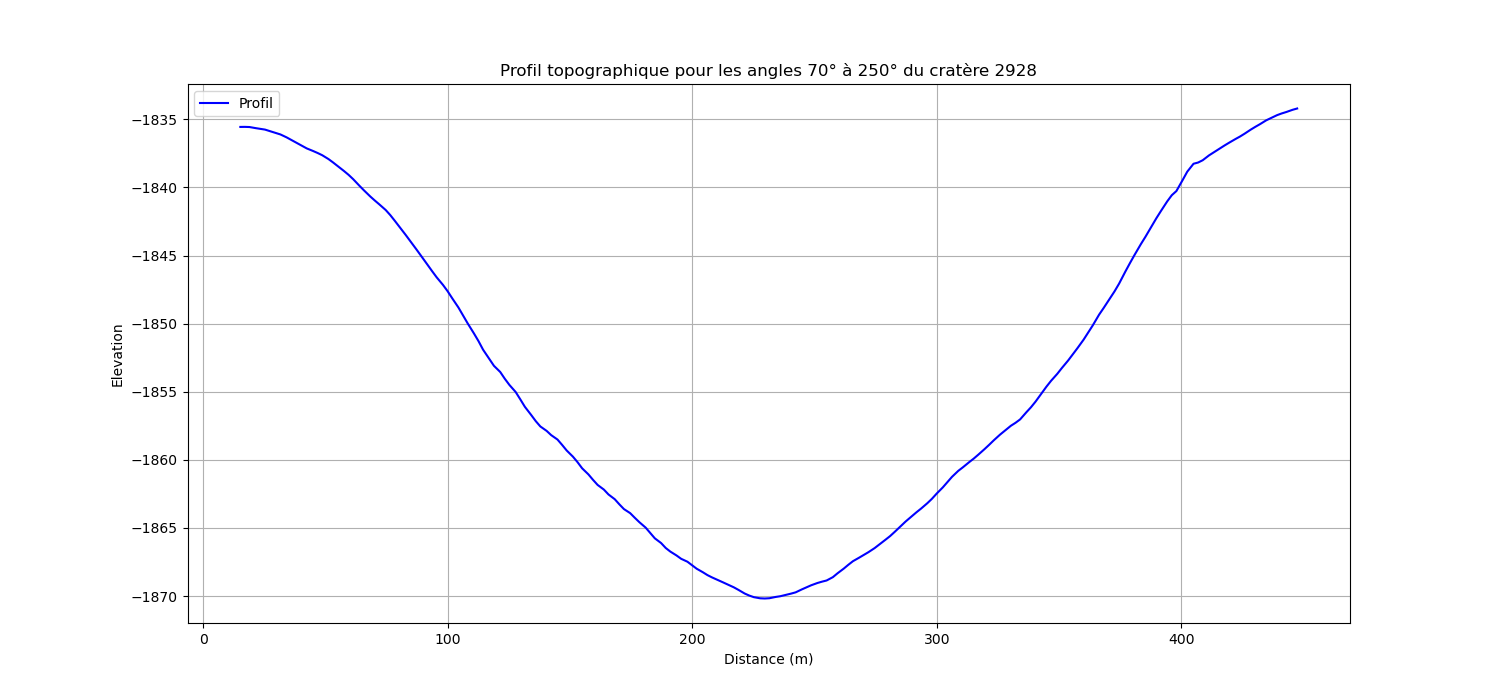 Profil topographique pour les angles 70° à 250° du cratère 2928
Profil
Elevation
−1835
−1840
−1845
−1850
−1855
−1860
−1865
−1870
0 100 200 300 400
Distance (m)